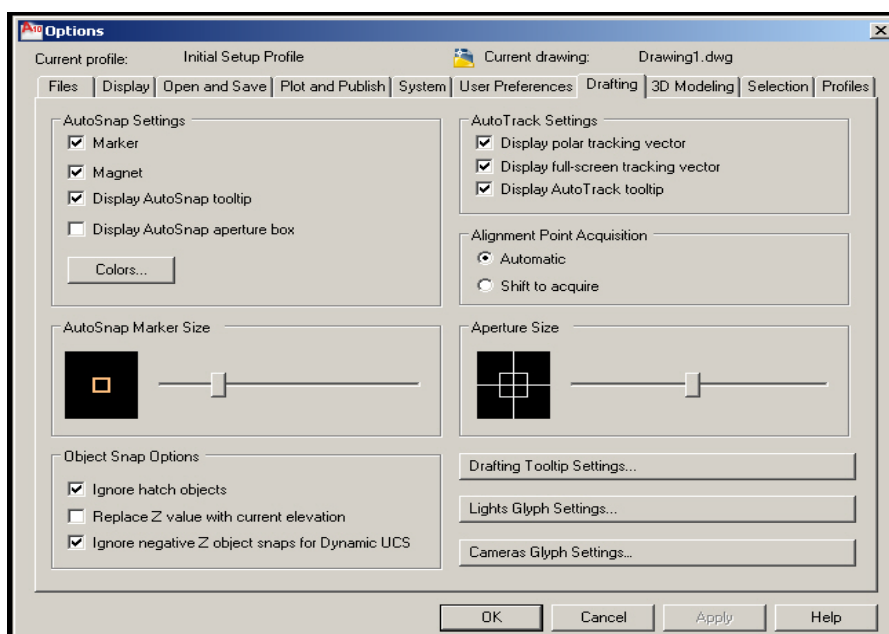 A10 Options
Current profile: Initial Setup Profile Current drawing: Drawing1.dwg
Files Display Open and Save Plot and Publish System User Preferences Drafting 3D Modeling Selection Profiles
AutoSnap Settings
Marker
Magnet
Display AutoSnap tooltip
Display AutoSnap aperture box
Colors...
AutoTrack Settings
Display polar tracking vector
Display full-screen tracking vector
Display AutoTrack tooltip
Alignment Point Acquisition
Automatic
Shift to acquire
AutoSnap Marker Size
Aperture Size
Object Snap Options
Ignore hatch objects
Replace Z value with current elevation
Ignore negative Z object snaps for Dynamic UCS
Drafting Tooltip Settings...
Lights Glyph Settings...
Cameras Glyph Settings...
OK Cancel Apply Help